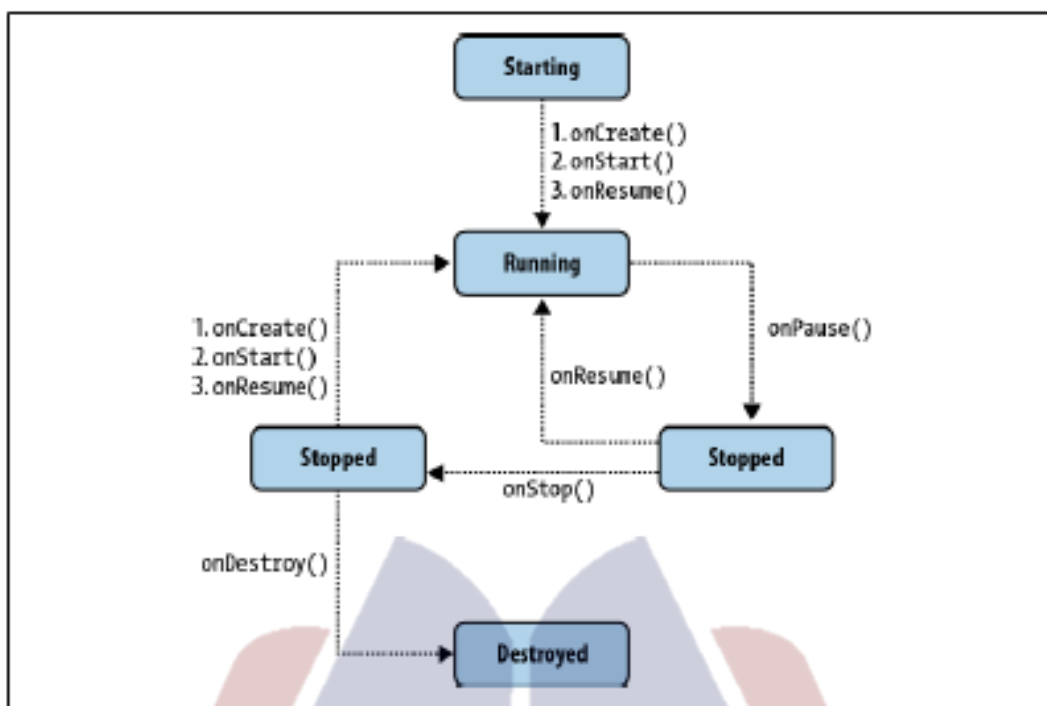 Starting
1. onCreate()
2. onStart()
3. onResume()
Running
1. onCreate()
2. onStart()
3. onResume()
onPause()
onResume()
Stopped
Stopped
onStop()
onDestroy()
Destroyed